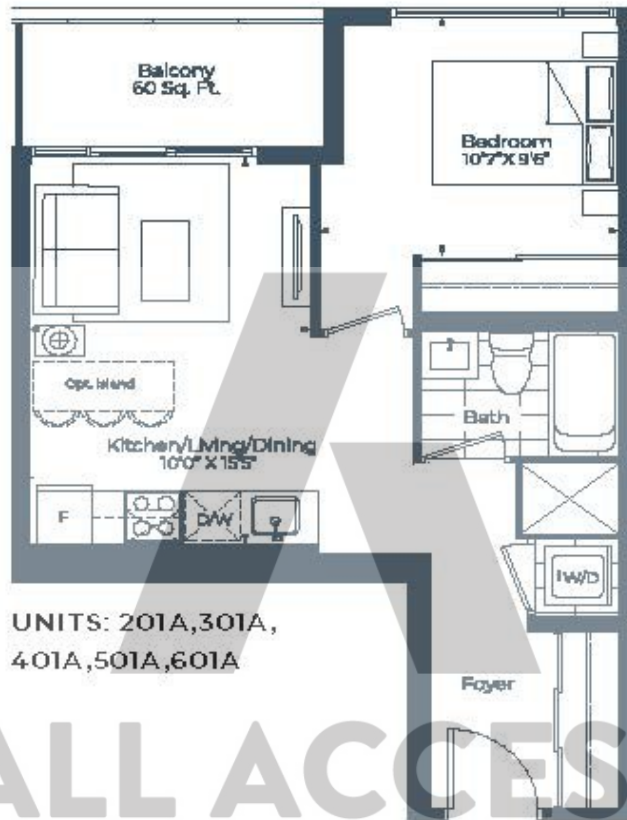 Balcony
60 Sq. Ft.
Bedroom
10'7" X 9'6"
Opt. Island
Kitchen/Living/Dining
10'0" X 15'5"
Bath
F
D/W
W/D
UNITS: 201A,301A,
401A,501A,601A
Foyer
ALL ACCES